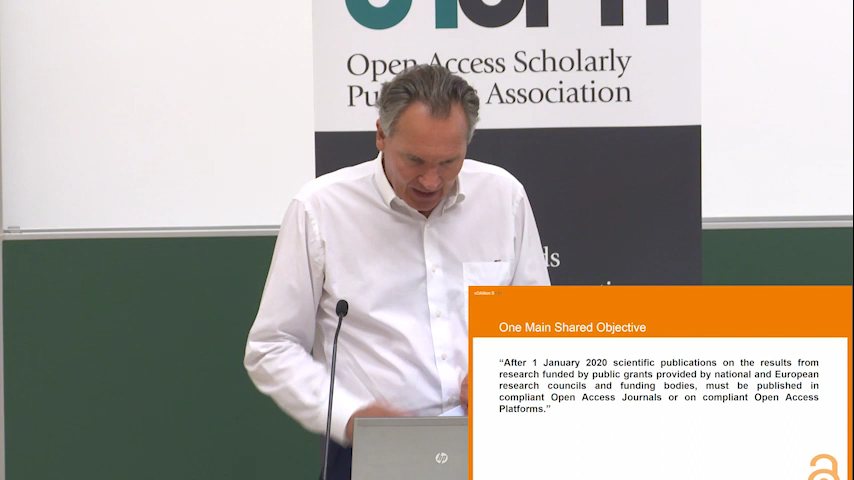 Open Access Scholarly
Association
One Main Shared Objective
“After 1 January 2020 scientific publications on the results from
research funded by public grants provided by national and European
research councils and funding bodies, must be published in
compliant Open Access Journals or on compliant Open Access
Platforms.”
hp